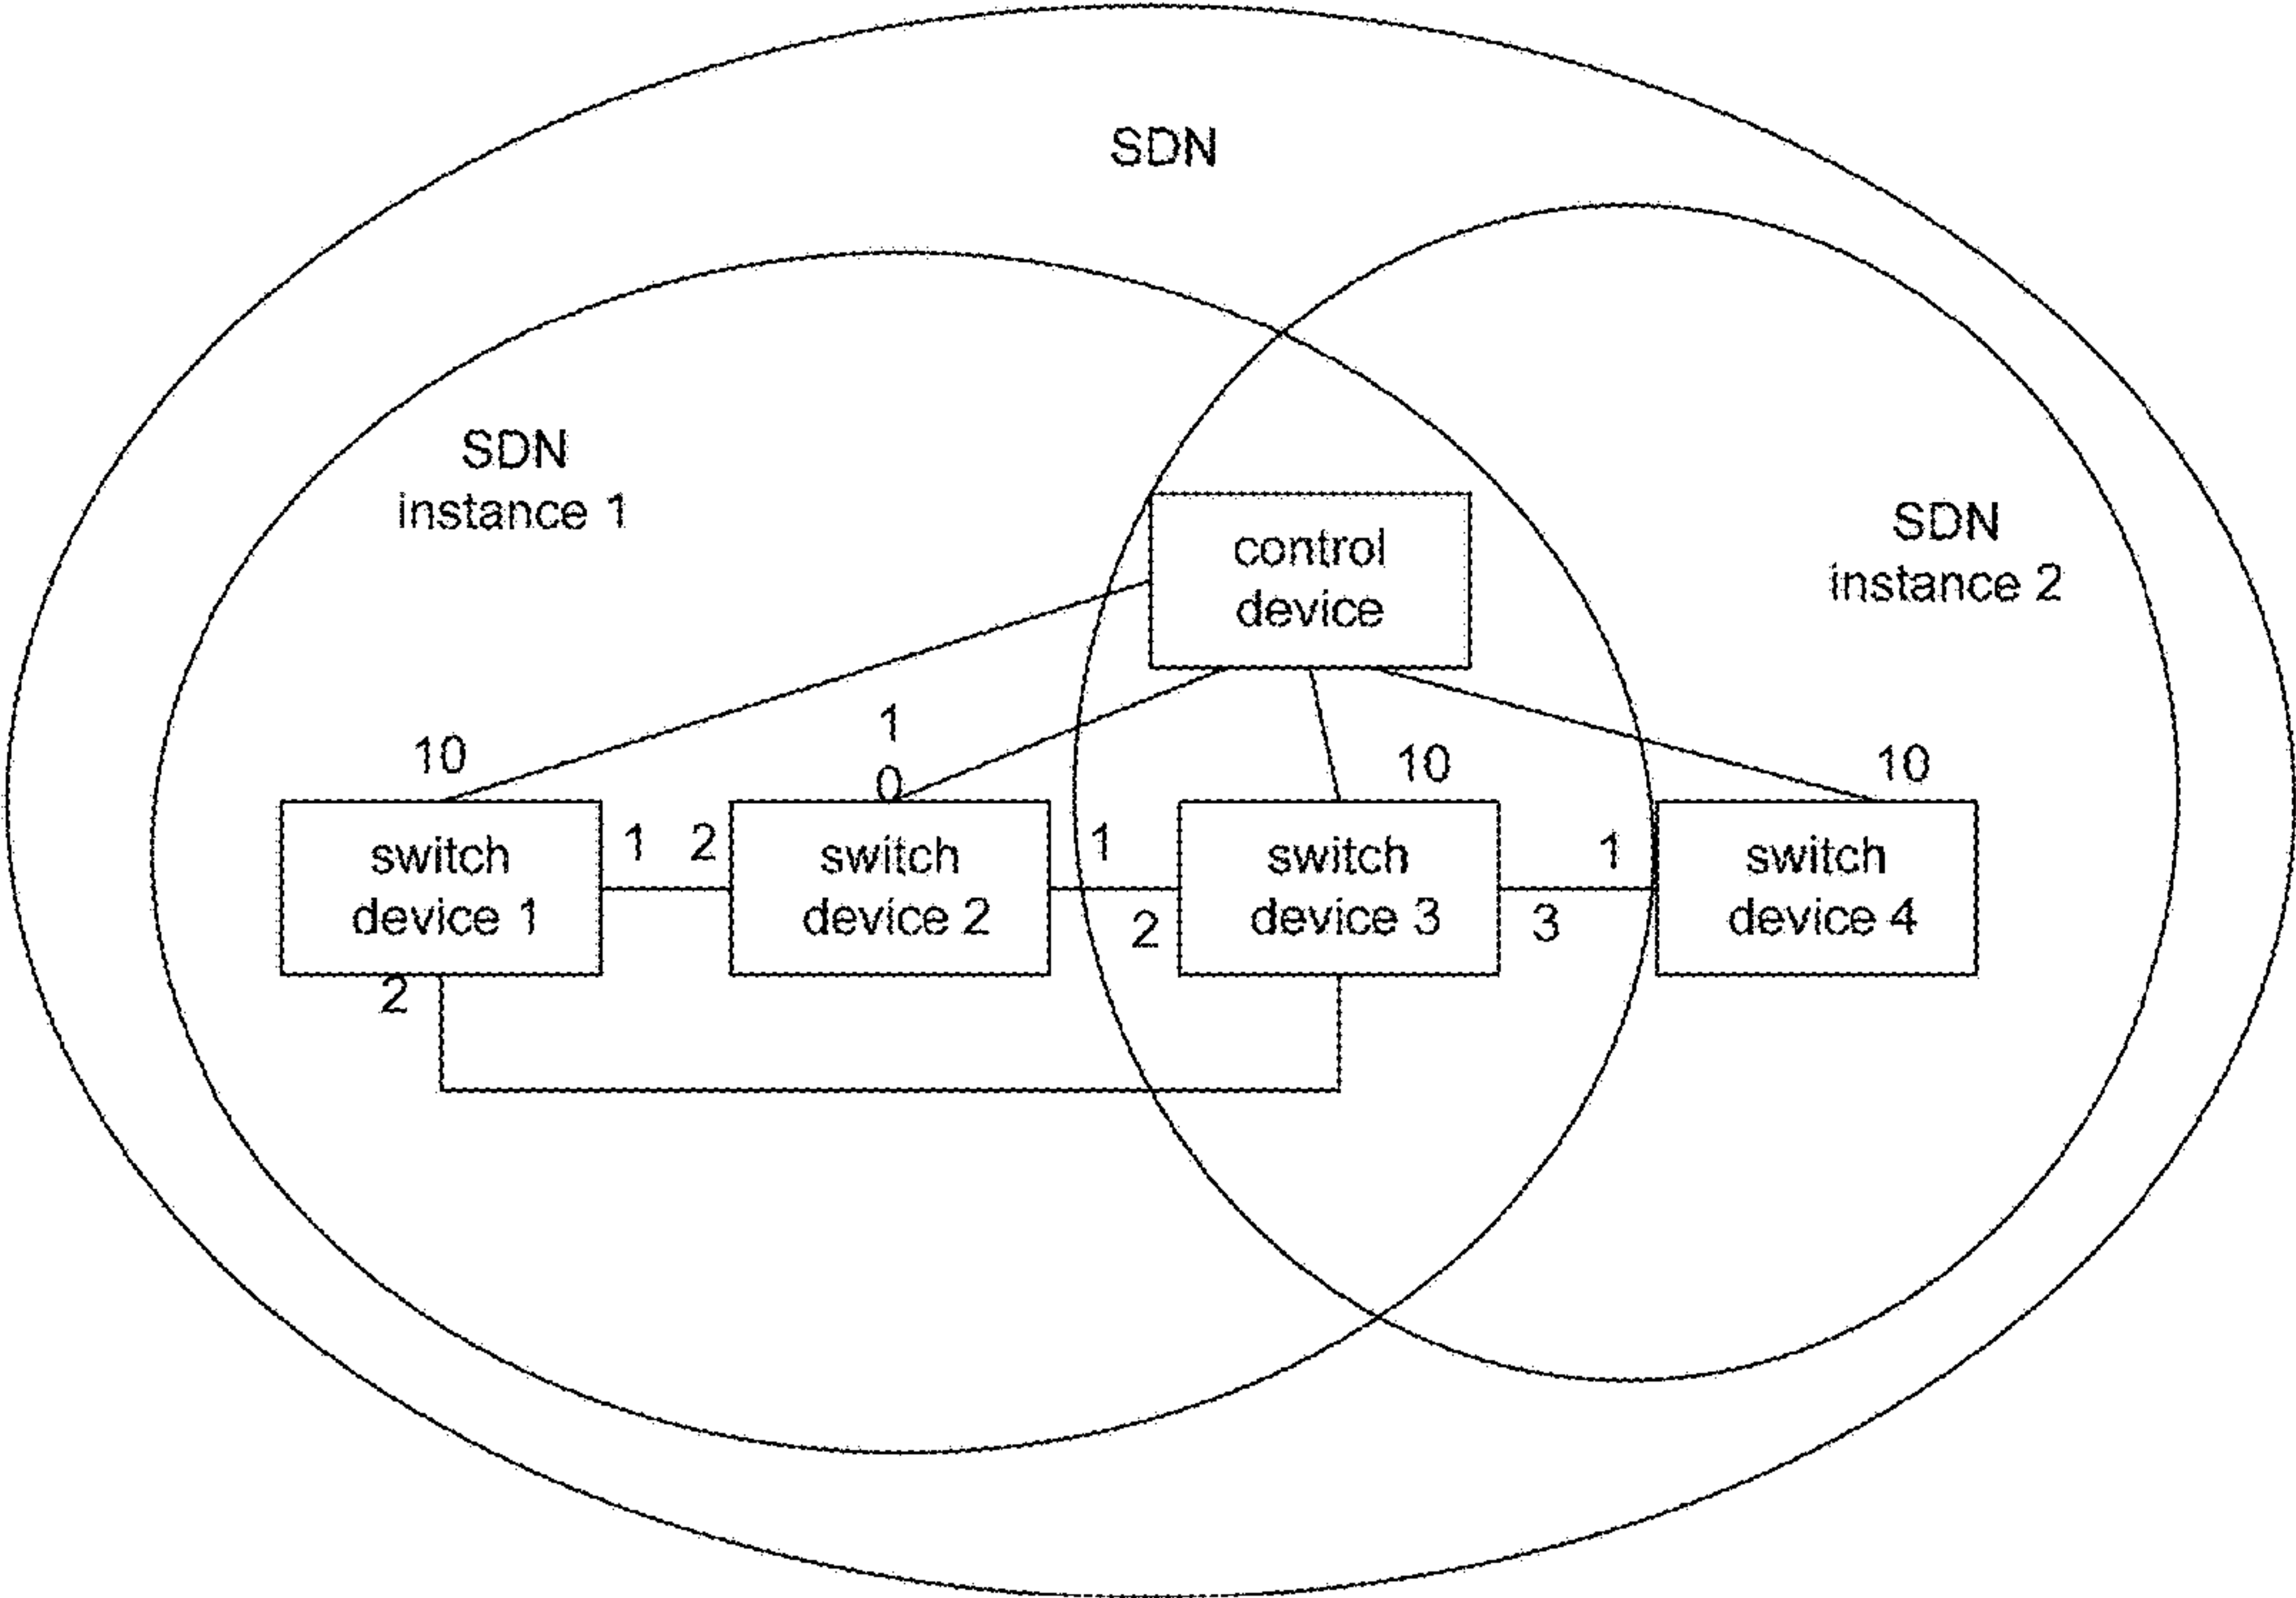 SDN
SDN
instance 1
SDN
instance 2
control
device
1
0
10
10
10
1
2
1
1
switch
device 1
switch
device 2
switch
device 3
switch
device 4
2
3
2